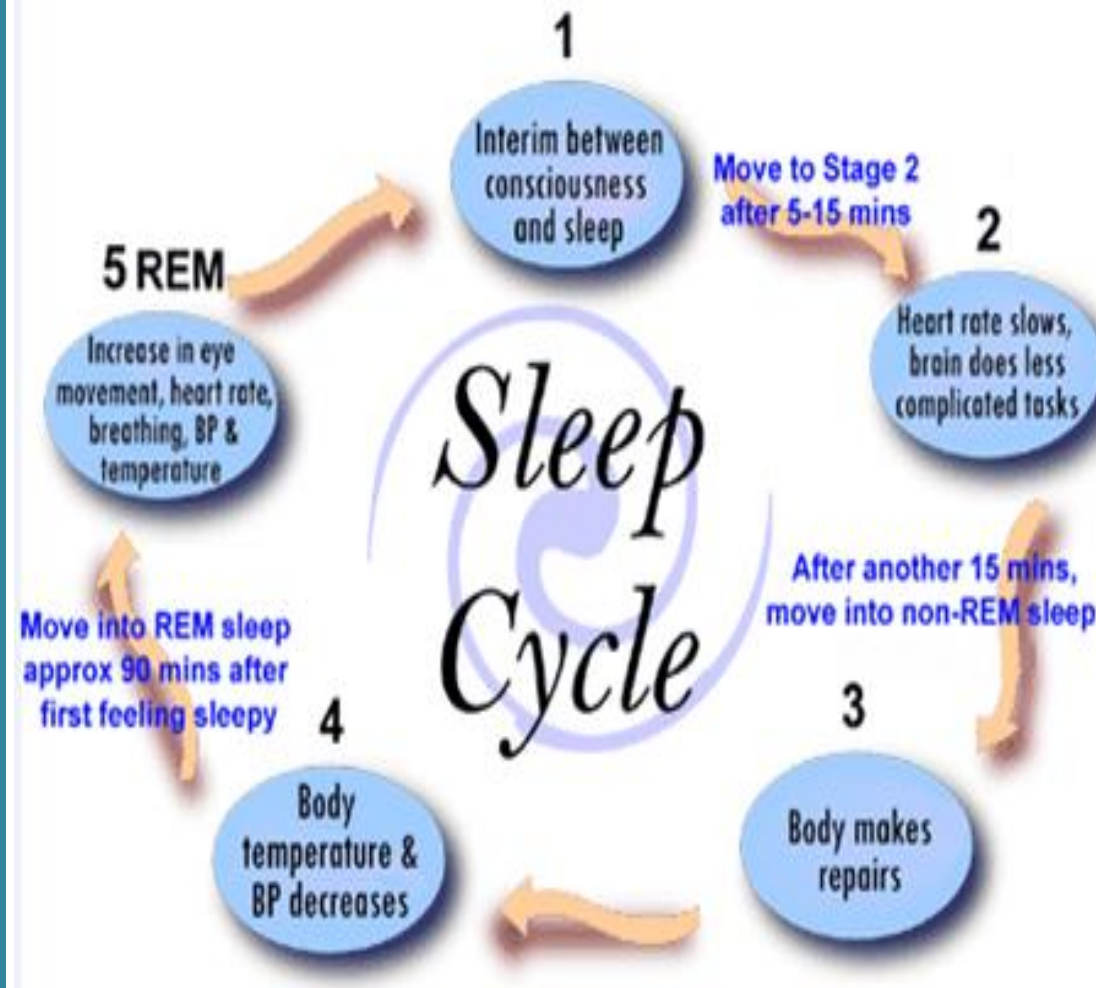 1
Interim between
consciousness
and sleep
Move to Stage 2
after 5-15 mins
2
Heart rate slows,
brain does less
complicated tasks
After another 15 mins,
move into non-REM sleep
3
Body makes
repairs
4
Body
temperature &
BP decreases
Move into REM sleep
approx 90 mins after
first feeling sleepy
5 REM
Increase in eye
movement, heart rate,
breathing, BP &
temperature
Sleep
Cycle